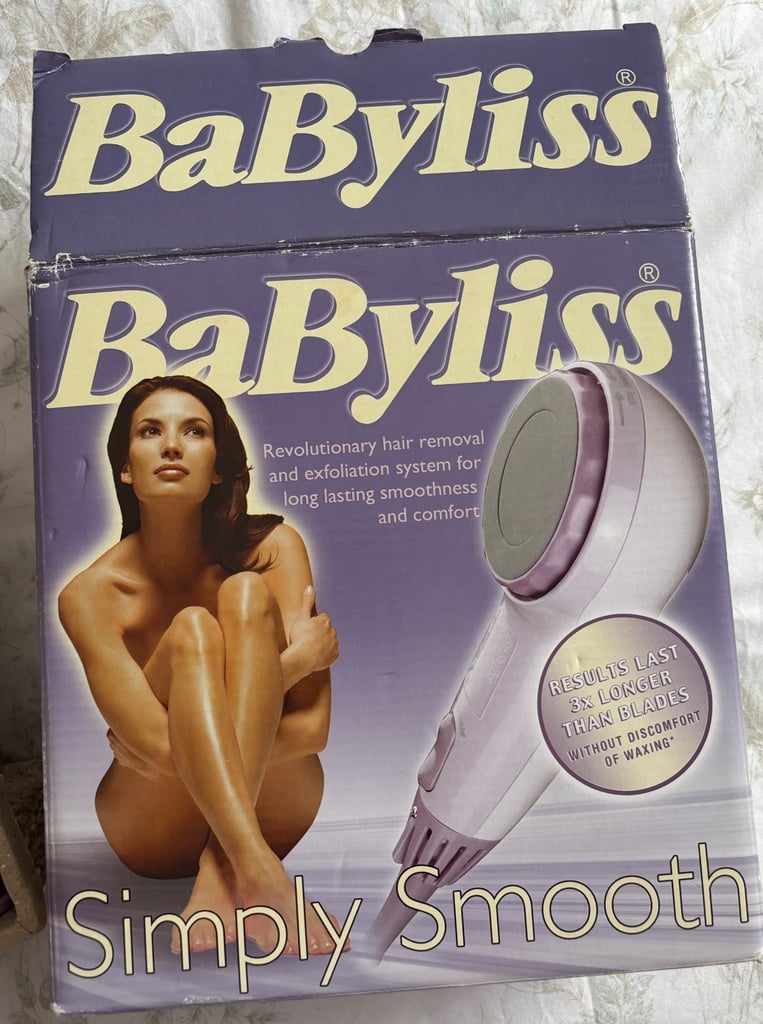 BaByliss®
BaByliss®
Revolutionary hair removal
and exfoliation system for
long lasting smoothness
and comfort
RESULTS LAST
3x LONGER
THAN BLADES
WITHOUT DISCOMFORT
OF WAXING*
Simply Smooth